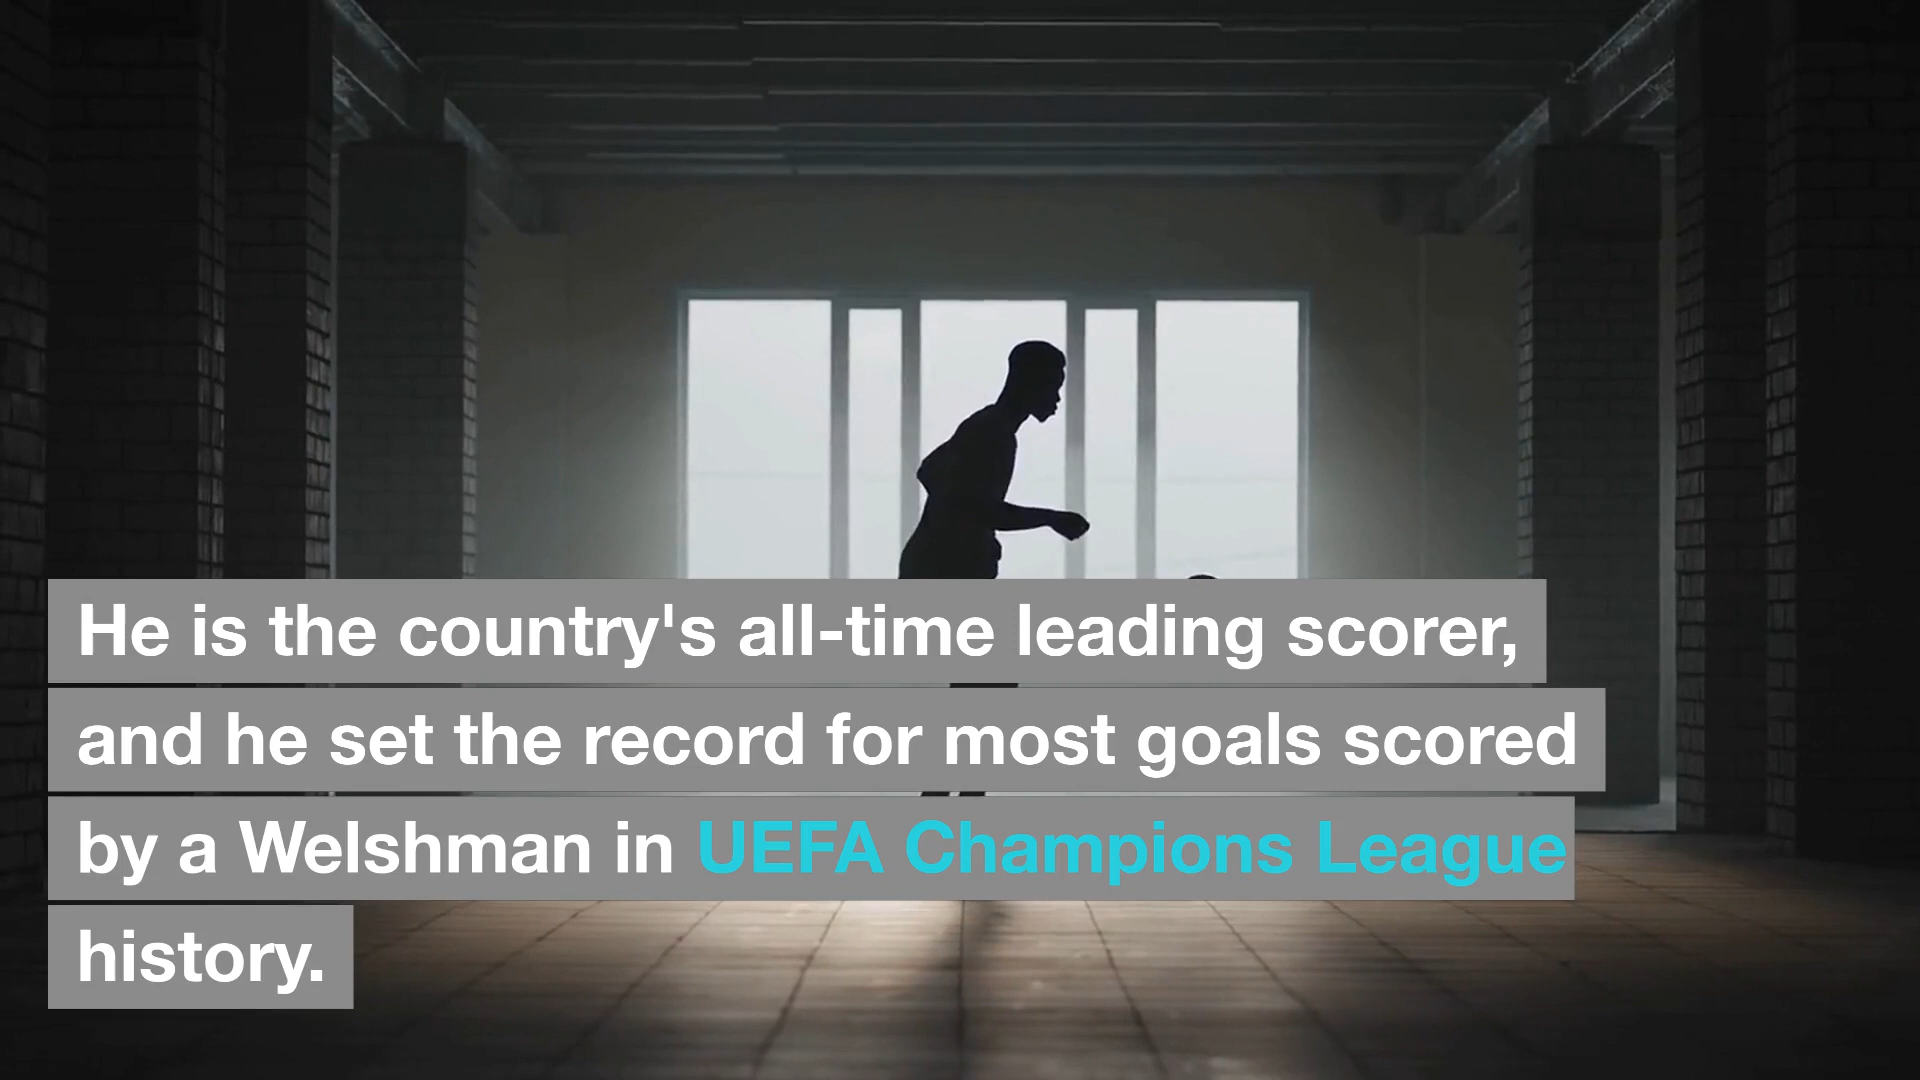 He is the country's all-time leading scorer,
and he set the record for most goals scored
by a Welshman in UEFA Champions League
history.